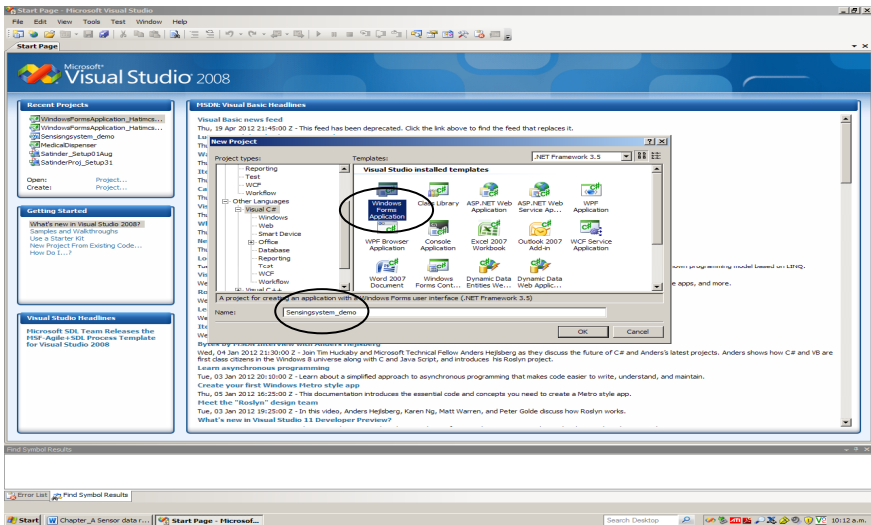 Start Page - Microsoft Visual Studio
File Edit View Tools Test Window Help
Start Page
Microsoft®
Visual Studio® 2008
Recent Projects
WindowsFormsApplication_Hatimcs...
WindowsFormsApplication_Hatimcs...
Sensisngsystem_demo
MedicalDispenser
Satinder_Setup01Aug
SatinderProj_Setup31
Open: Project...
Create: Project...
Getting Started
What's new in Visual Studio 2008?
Samples and Walkthroughs
Use a Starter Kit
New Project From Existing Code...
How Do I...?
Visual Studio Headlines
Microsoft SDL Team Releases the
MSF-Agile+SDL Process Template
for Visual Studio 2008
MSDN: Visual Basic Headlines
Visual Basic news feed
Thu, 19 Apr 2012 21:45:00 Z - This feed has been deprecated. Click the link above to find the feed that replaces it.
New Project
Project types:
Templates:
.NET Framework 3.5
Reporting
Test
WCF
Workflow
Other Languages
Visual C#
Windows
Web
Smart Device
Office
Database
Reporting
Test
WCF
Workflow
Visual C++
Visual Studio installed templates
Windows Forms Application
Class Library
ASP.NET Web Application
ASP.NET Web Service Ap...
WPF Application
WPF Browser Application
Console Application
Excel 2007 Workbook
Outlook 2007 Add-in
WCF Service Application
Word 2007 Document
Windows Forms Cont...
Dynamic Data Entities We...
Dynamic Data Web Applic...
A project for creating an application with a Windows Forms user interface (.NET Framework 3.5)
Name: Sensingsystem_demo
OK Cancel
own programming model based on LINQ.
e apps, and more.
Bytes by MSDN Interview with Anders Hejlsberg
Wed, 04 Jan 2012 21:30:00 Z - Join Tim Huckaby and Microsoft Technical Fellow Anders Hejlsberg as they discuss the future of C# and Anders's latest projects. Anders shows how C# and VB are
first class citizens in the Windows 8 universe along with C and Java Script, and introduces his Roslyn project.
Learn asynchronous programming
Tue, 03 Jan 2012 20:10:00 Z - Learn about a simplified approach to asynchronous programming that makes code easier to write, understand, and maintain.
Create your first Windows Metro style app
Thu, 05 Jan 2012 16:25:00 Z - This documentation introduces the essential code and concepts you need to create a Metro style app.
Meet the "Roslyn" design team
Tue, 03 Jan 2012 19:25:00 Z - In this video, Anders Hejlsberg, Karen Ng, Matt Warren, and Peter Golde discuss how Roslyn works.
What's new in Visual Studio 11 Developer Preview?
Find Symbol Results
Error List Find Symbol Results
Start Chapter_A Sensor data r... Start Page - Microsof... Search Desktop 10:12 a.m.